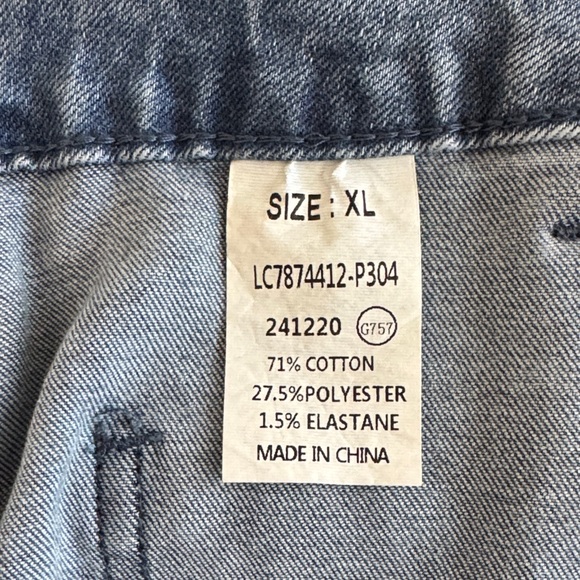 SIZE : XL
LC7874412-P304
241220 G757
71% COTTON
27.5%POLYESTER
1.5% ELASTANE
MADE IN CHINA